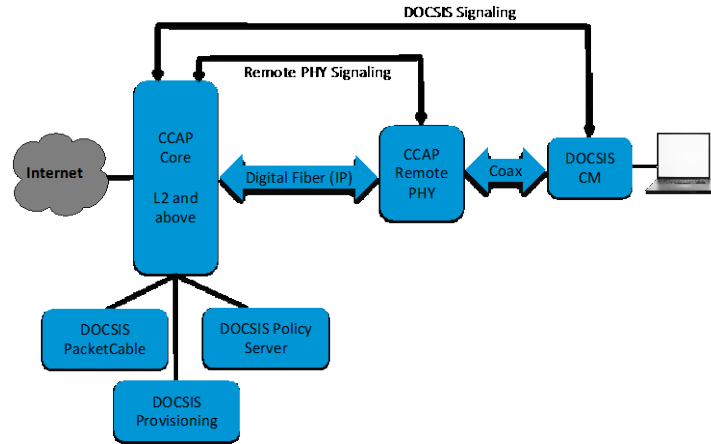 DOCSIS Signaling
Remote PHY Signaling
CCAP
Core
L2 and
above
Internet
Digital Fiber (IP)
CCAP
Remote
PHY
Coax
DOCSIS
CM
DOCSIS
PacketCable
DOCSIS Policy
Server
DOCSIS
Provisioning